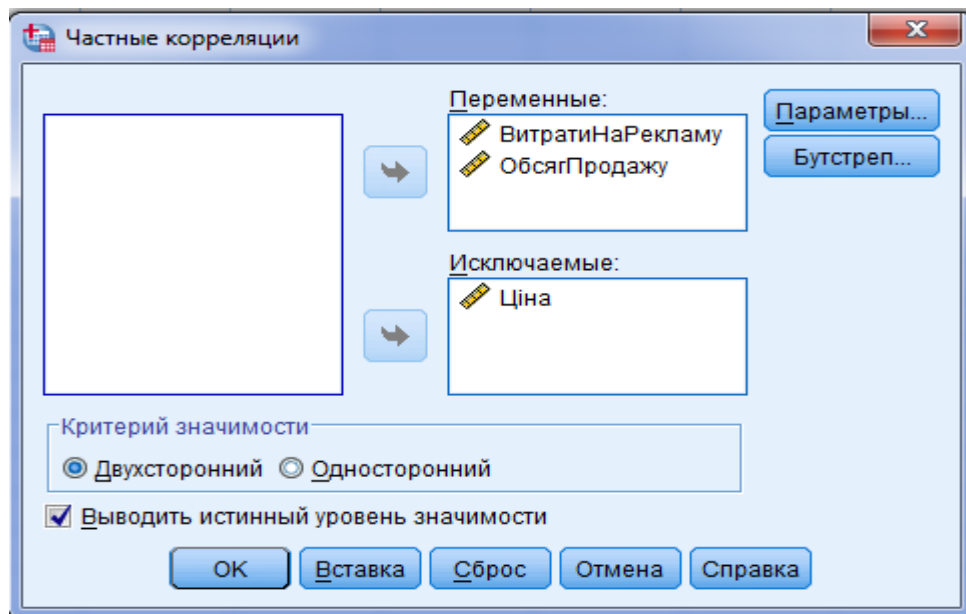 Частные корреляции
Переменные:
ВитратиНаРекламу
ОбсягПродажу
Параметры...
Бутстреп...
Исключаемые:
Ціна
Критерий значимости
Двухсторонний Односторонний
Выводить истинный уровень значимости
OK Вставка Сброс Отмена Справка